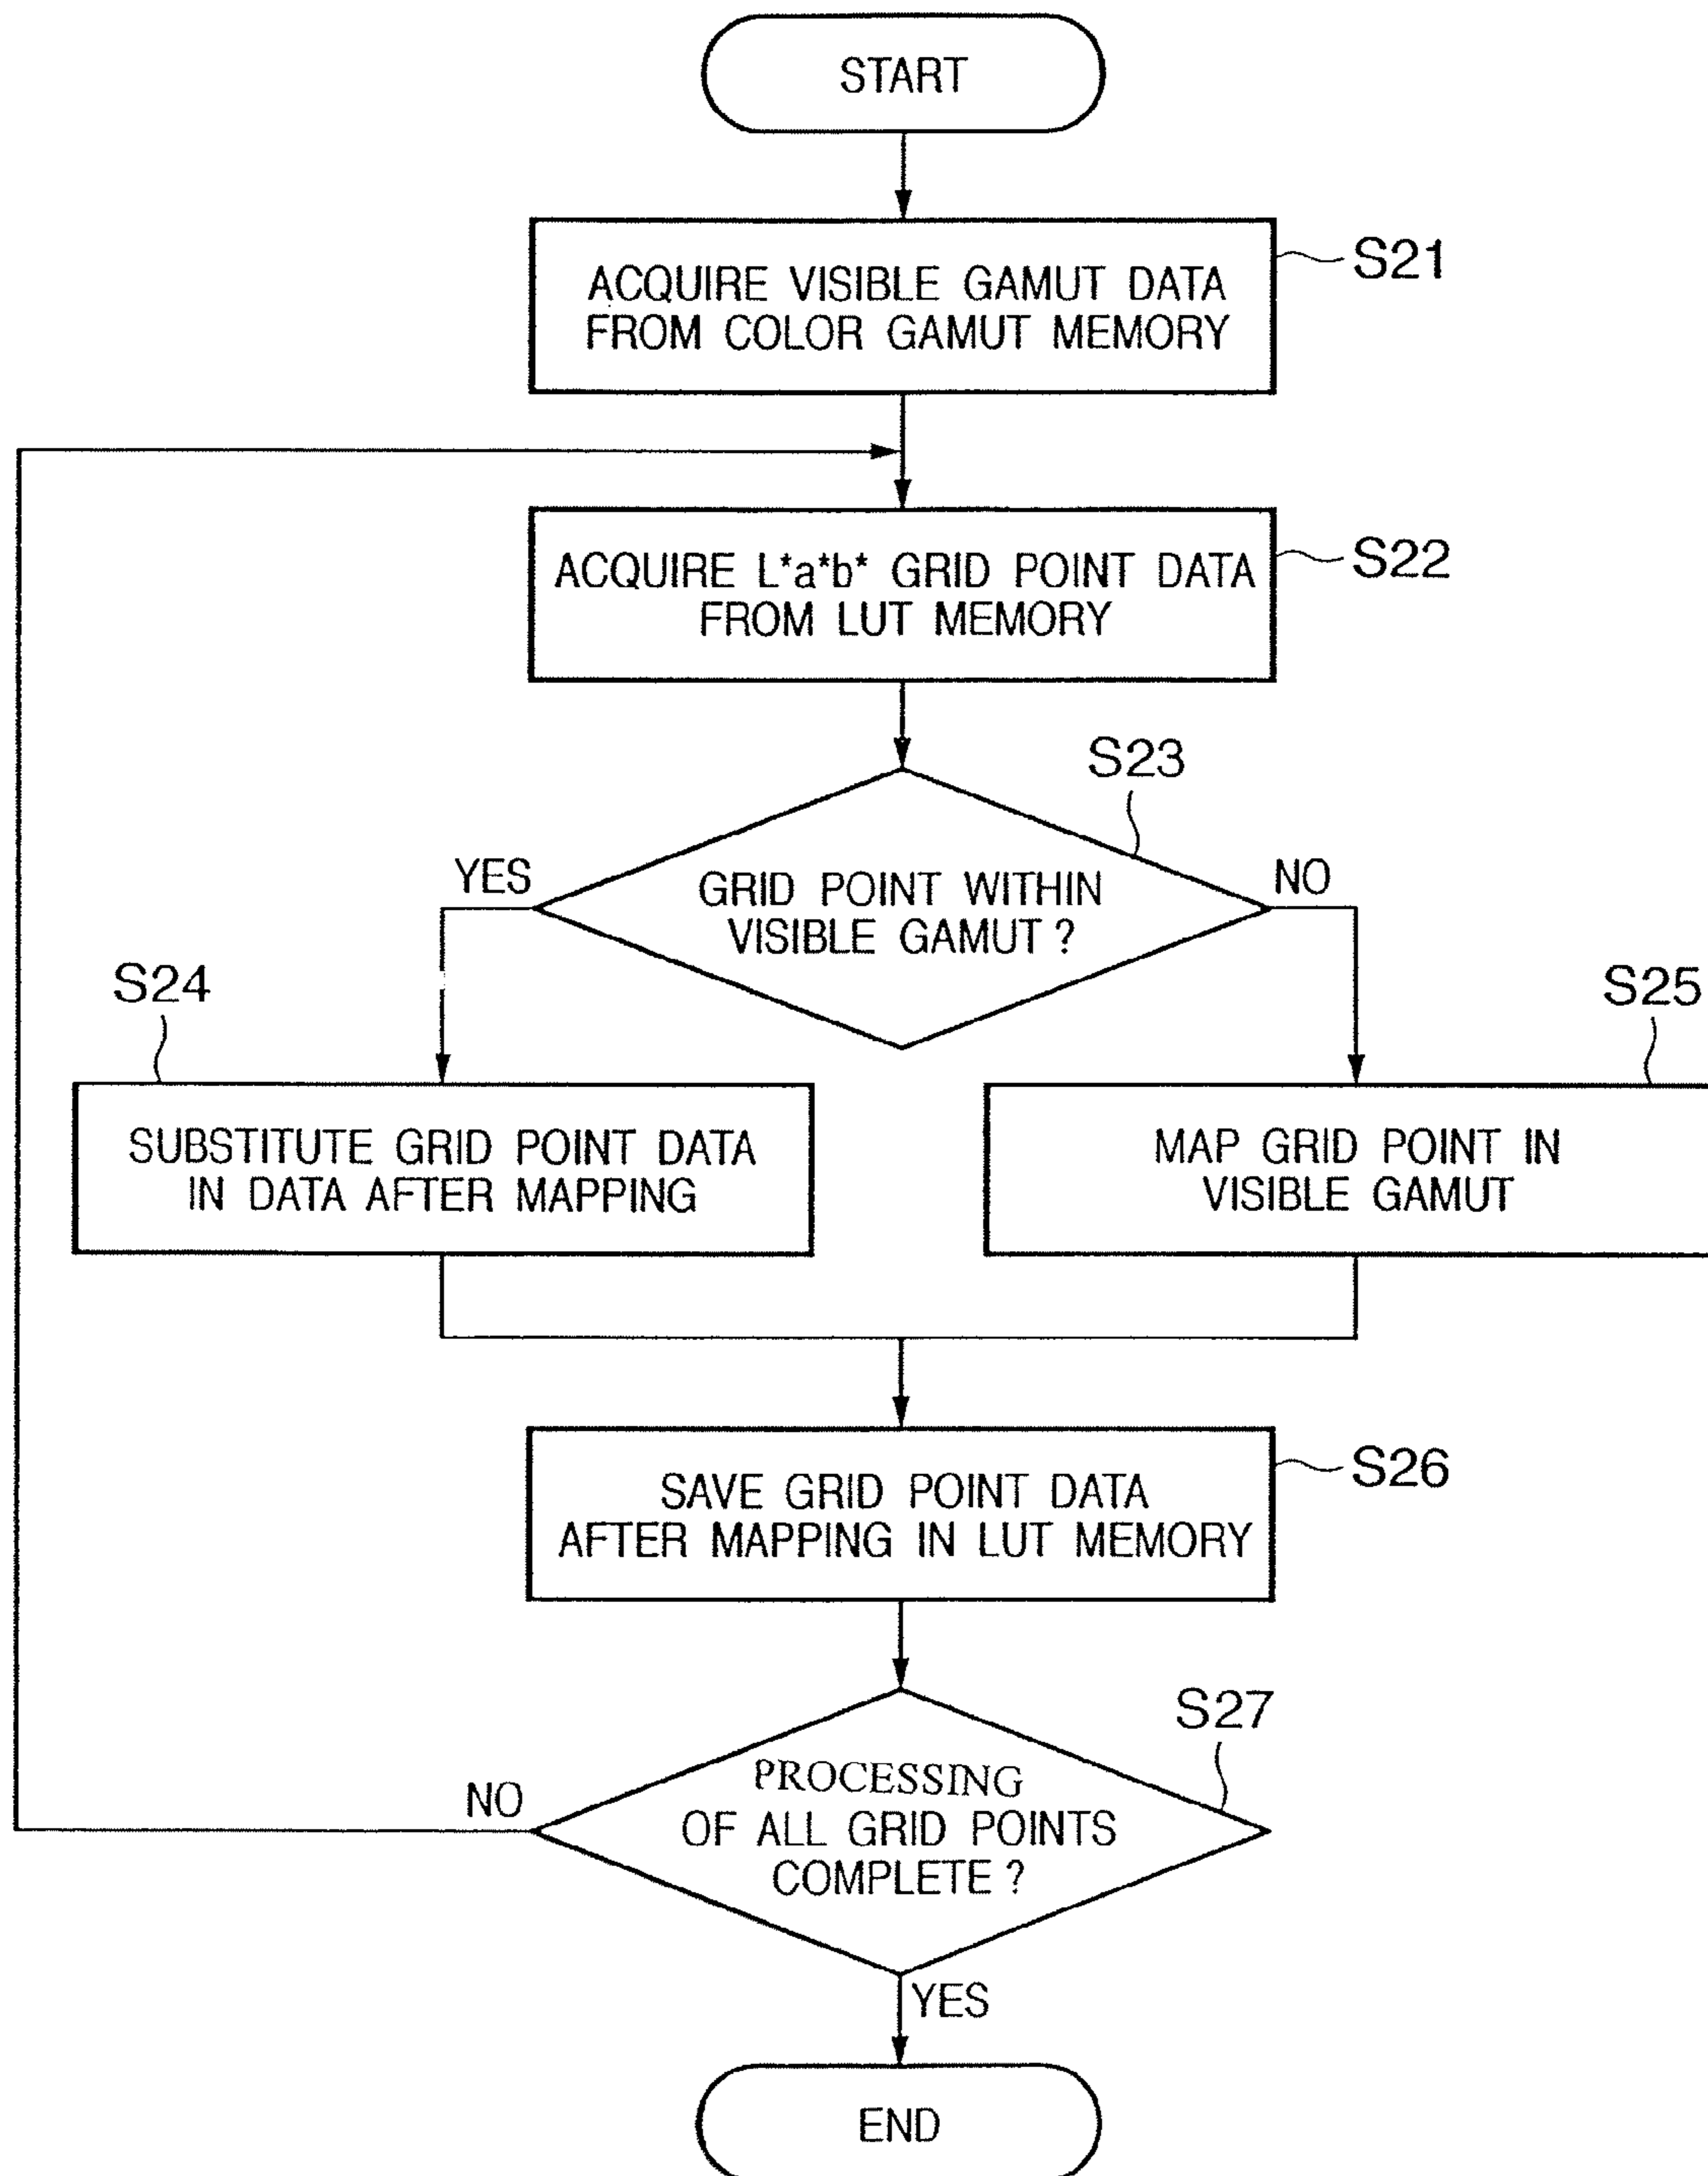 START
ACQUIRE VISIBLE GAMUT DATA
FROM COLOR GAMUT MEMORY
S21
ACQUIRE L*a*b* GRID POINT DATA
FROM LUT MEMORY
S22
S23
YES
GRID POINT WITHIN
VISIBLE GAMUT ?
NO
S24
S25
SUBSTITUTE GRID POINT DATA
IN DATA AFTER MAPPING
MAP GRID POINT IN
VISIBLE GAMUT
SAVE GRID POINT DATA
AFTER MAPPING IN LUT MEMORY
S26
S27
NO
PROCESSING
OF ALL GRID POINTS
COMPLETE ?
YES
END